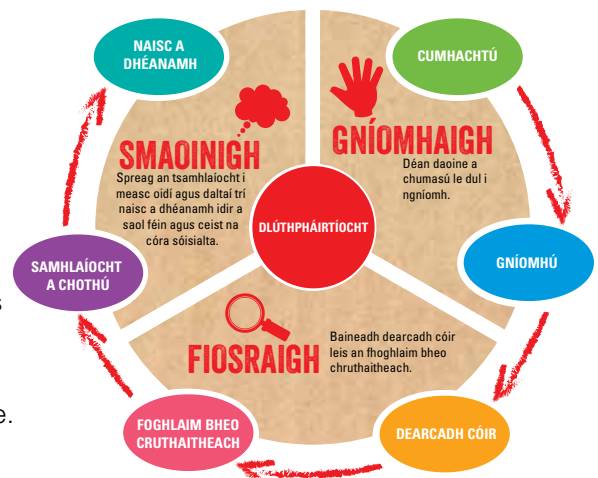 NAISC A
DHÉANAMH
CUMHACHTÚ
SMAOINIGH
Spreag an tsamhlaíocht i
measc oidí agus daltaí trí
naisc a dhéanamh idir a
saol féin agus ceist na
córa sóisialta.
GNÍOMHAIGH
Déan daoine a
chumasú le dul i
ngníomh.
DLÚTHPHÁIRTÍOCHT
SAMHLAÍOCHT
A CHOTHÚ
GNÍOMHÚ
s
FIOSRAIGH
Baineadh dearcadh cóir
leis an fhoghlaim bheo
chruthaitheach.
e.
FOGHLAIM BHEO
CRUTHAITHEACH
DEARCADH CÓIR